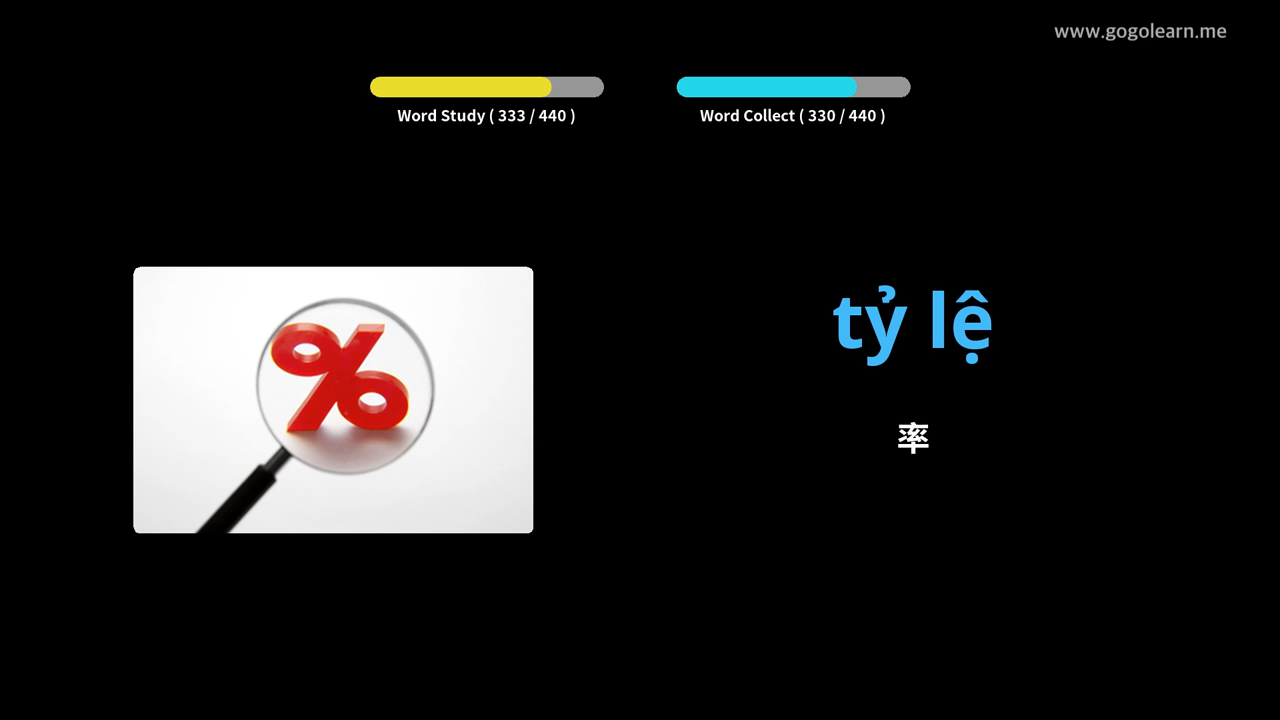 www.gogolearn.me
Word Study ( 333 / 440 )
Word Collect ( 330 / 440 )
%
tỷ lệ
率